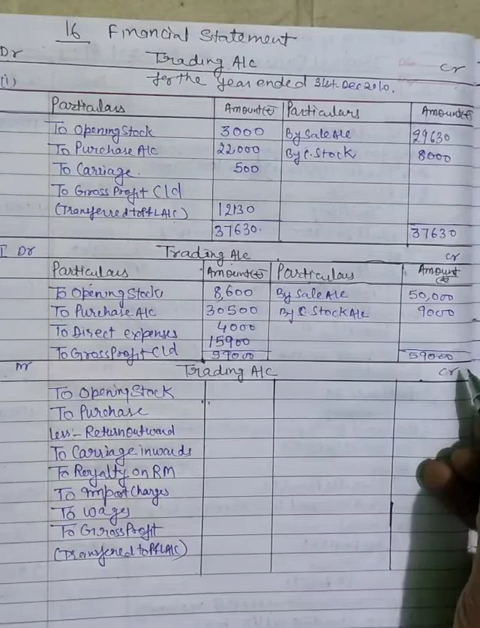 16 Financial Statement
Dr Trading A/c Cr
(i) for the year ended 31st Dec 2010.
Particulars Amount(₹) Particulars Amount(₹)
To Opening Stock 3000 By Sale A/c 29630
To Purchase A/c 22,000 By C. Stock 8000
To Carriage. 500
To Gross Profit C/d
(Transferred to P/L A/c) 12130
37630. 37630
I Dr Trading A/c Cr
Particulars Amount(₹) Particulars Amount(₹)
To Opening Stock 8,600 By Sale A/c 50,000
To Purchase A/c 30500 By C Stock A/c 9000
To Direct expenses 4000
To Gross Profit C/d 15900
59000 59000
Dr Trading A/c Cr
To Opening Stock
To Purchase
Less:- Return outward
To Carriage inwards
To Royalty on RM
To Import Charges
To Wages
To Gross Profit
(Transferred to P/L A/c)